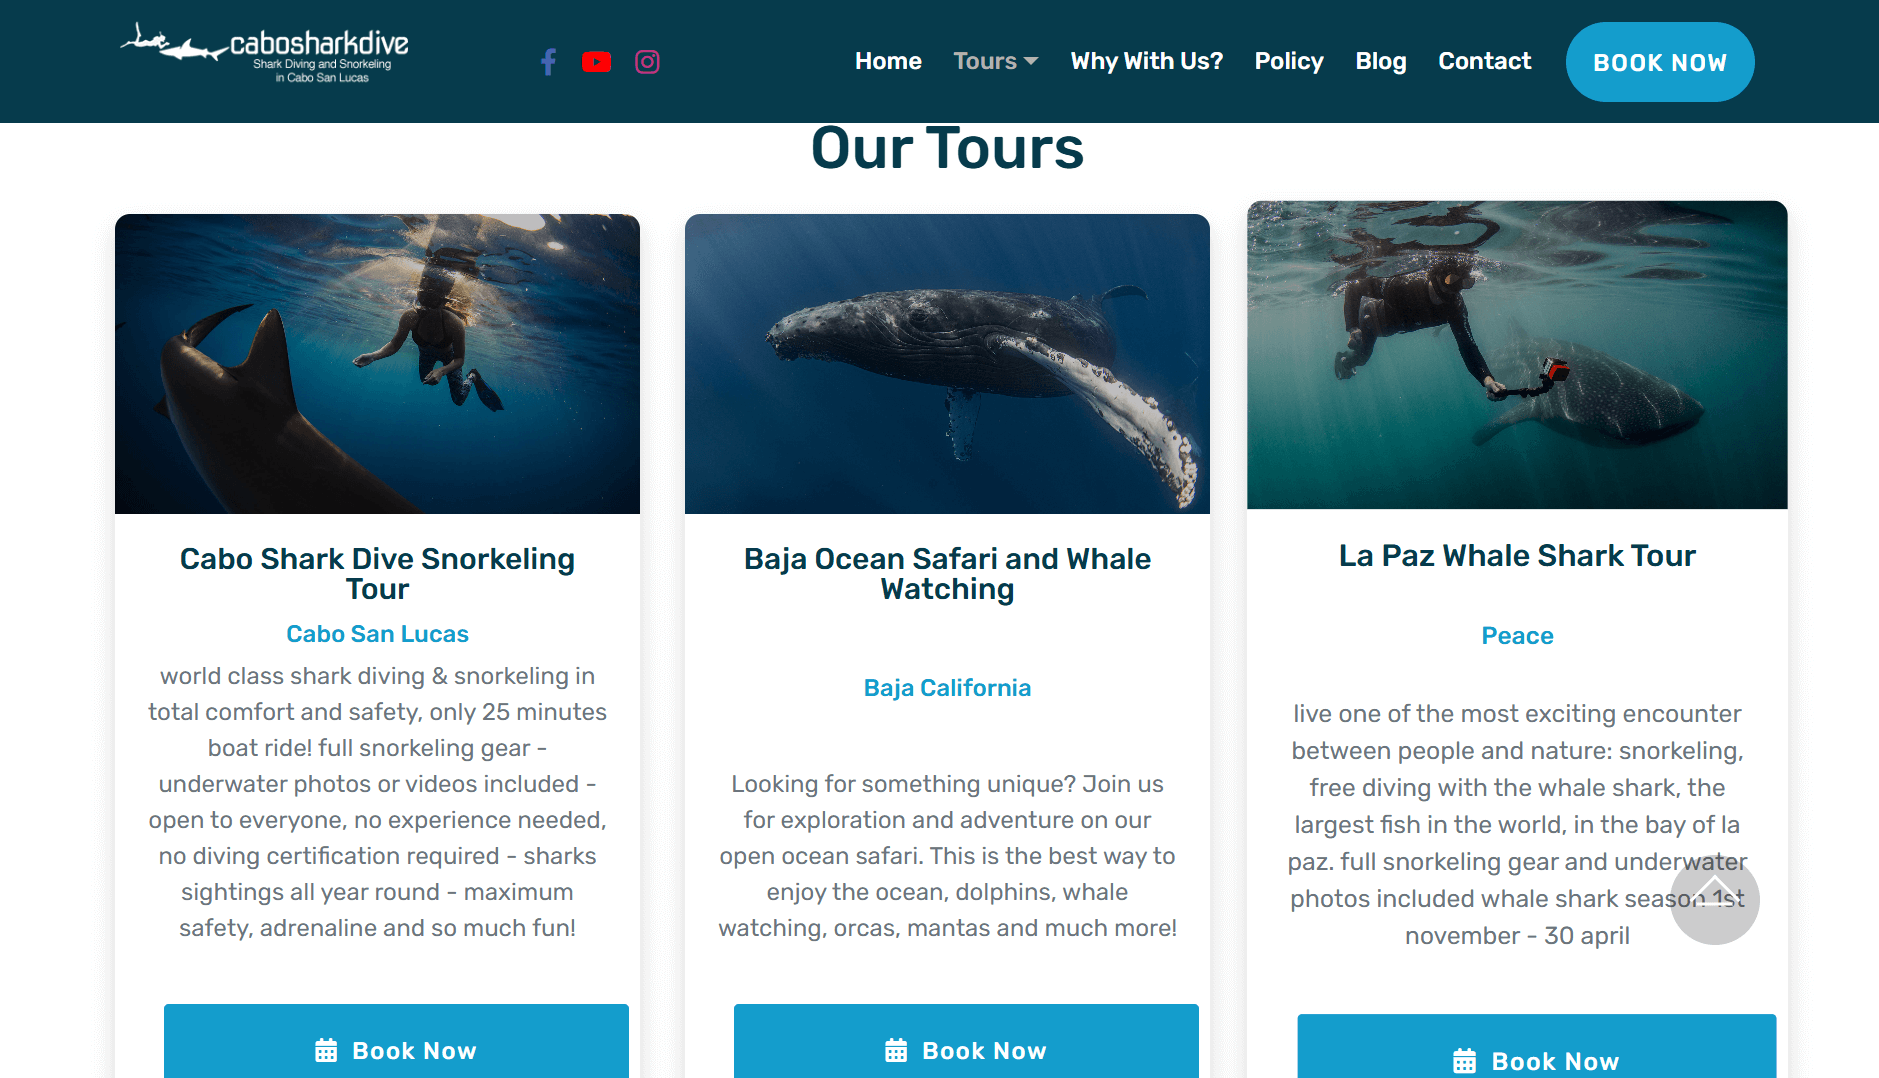 cabosharkdive
Shark Diving and Snorkeling
in Cabo San Lucas
Home
Tours
Why With Us?
Policy
Blog
Contact
BOOK NOW
Our Tours
Cabo Shark Dive Snorkeling
Tour
Cabo San Lucas
world class shark diving & snorkeling in
total comfort and safety, only 25 minutes
boat ride! full snorkeling gear -
underwater photos or videos included -
open to everyone, no experience needed,
no diving certification required - sharks
sightings all year round - maximum
safety, adrenaline and so much fun!
Book Now
Baja Ocean Safari and Whale
Watching
Baja California
Looking for something unique? Join us
for exploration and adventure on our
open ocean safari. This is the best way to
enjoy the ocean, dolphins, whale
watching, orcas, mantas and much more!
Book Now
La Paz Whale Shark Tour
Peace
live one of the most exciting encounter
between people and nature: snorkeling,
free diving with the whale shark, the
largest fish in the world, in the bay of la
paz. full snorkeling gear and underwater
photos included whale shark season 1st
november - 30 april
Book Now